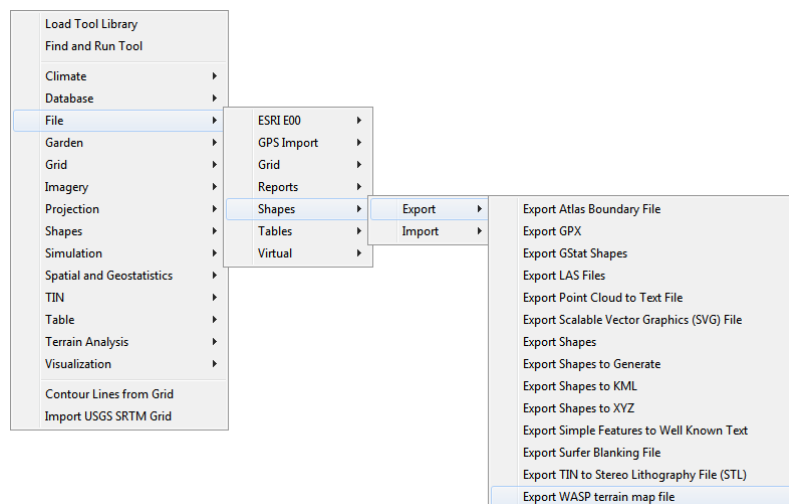 Load Tool Library
Find and Run Tool
Climate
Database
File
Garden
Grid
Imagery
Projection
Shapes
Simulation
Spatial and Geostatistics
TIN
Table
Terrain Analysis
Visualization
Contour Lines from Grid
Import USGS SRTM Grid
ESRI E00
GPS Import
Grid
Reports
Shapes
Tables
Virtual
Export
Import
Export Atlas Boundary File
Export GPX
Export GStat Shapes
Export LAS Files
Export Point Cloud to Text File
Export Scalable Vector Graphics (SVG) File
Export Shapes
Export Shapes to Generate
Export Shapes to KML
Export Shapes to XYZ
Export Simple Features to Well Known Text
Export Surfer Blanking File
Export TIN to Stereo Lithography File (STL)
Export WASP terrain map file